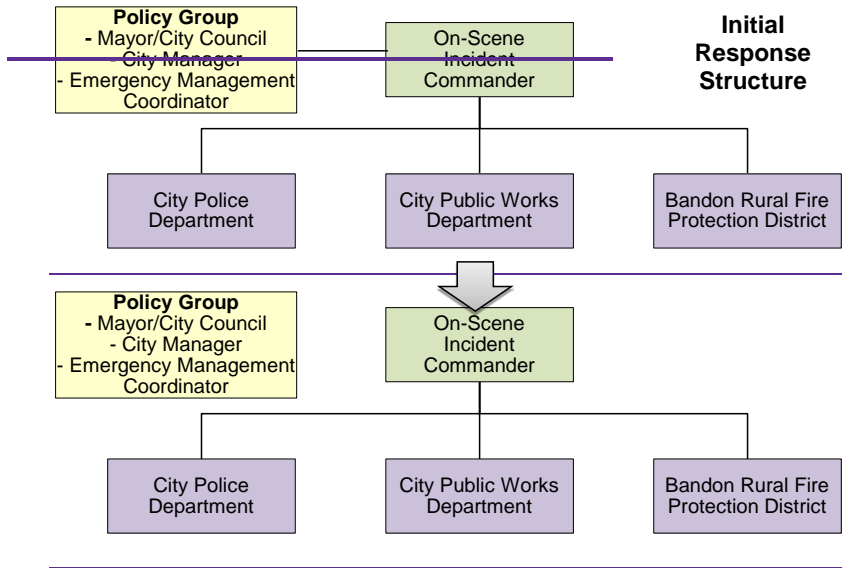 Policy Group
- Mayor/City Council
- City Manager
- Emergency Management
Coordinator
On-Scene
Incident
Commander
Initial
Response
Structure
City Police
Department
City Public Works
Department
Bandon Rural Fire
Protection District
Policy Group
- Mayor/City Council
- City Manager
- Emergency Management
Coordinator
On-Scene
Incident
Commander
City Police
Department
City Public Works
Department
Bandon Rural Fire
Protection District